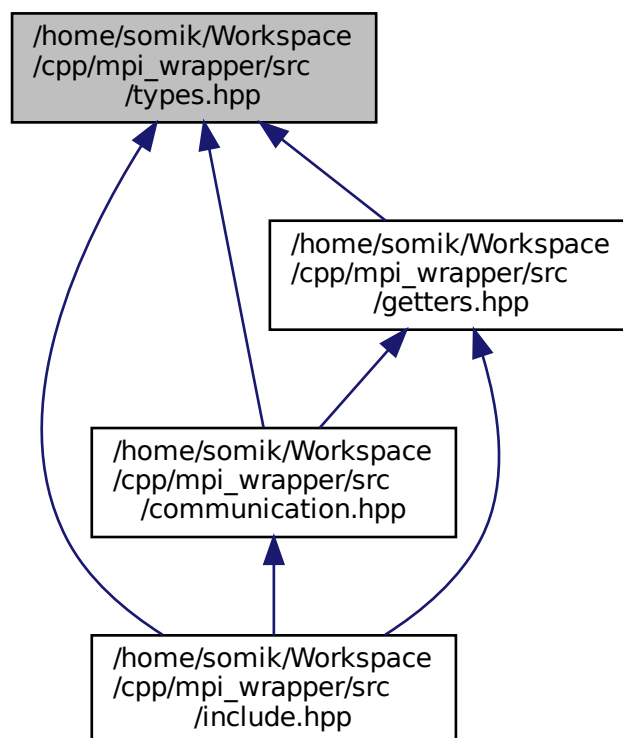 /home/somik/Workspace
/cpp/mpi_wrapper/src
/types.hpp
/home/somik/Workspace
/cpp/mpi_wrapper/src
/getters.hpp
/home/somik/Workspace
/cpp/mpi_wrapper/src
/communication.hpp
/home/somik/Workspace
/cpp/mpi_wrapper/src
/include.hpp